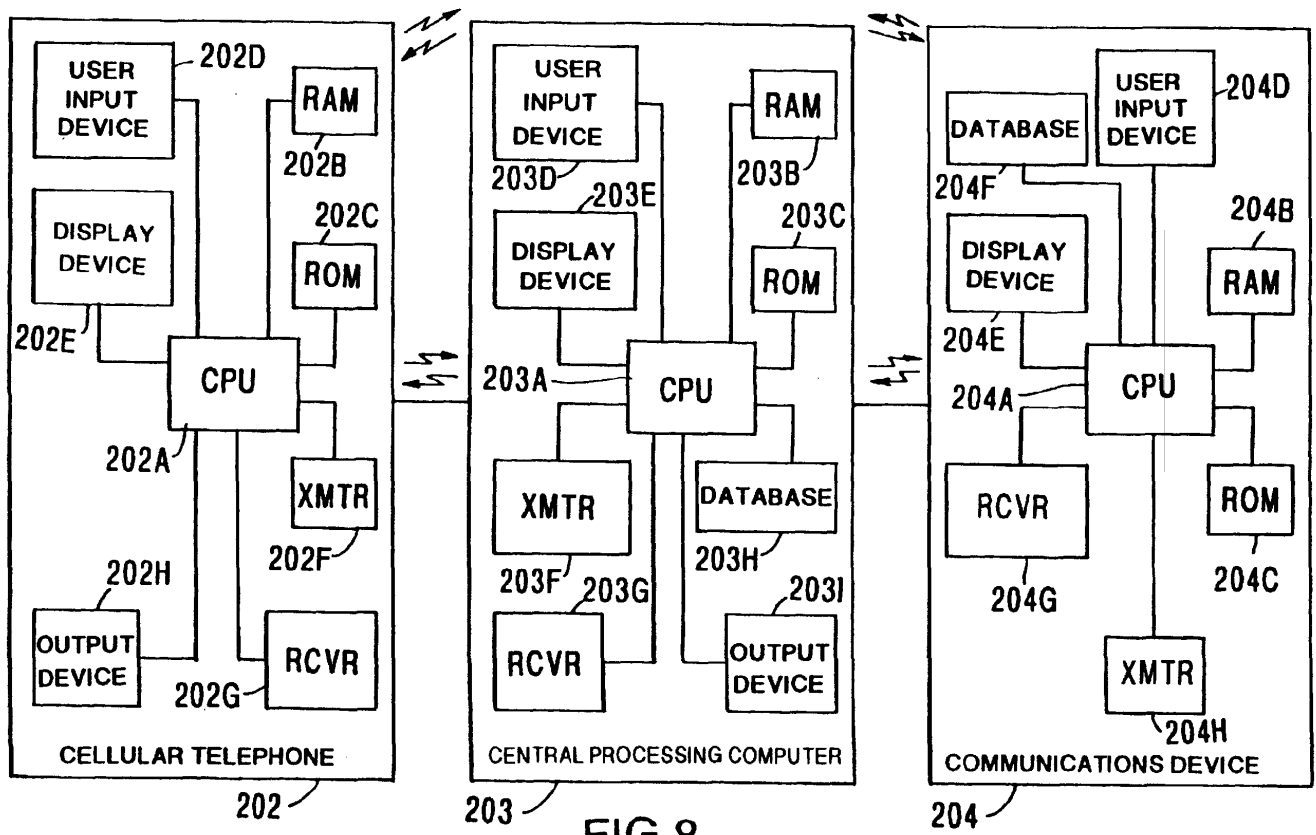 USER
INPUT
DEVICE
202D
RAM
202B
DISPLAY
DEVICE
202E
202C
ROM
CPU
202A
XMTR
202F
202H
OUTPUT
DEVICE
202G
RCVR
CELLULAR TELEPHONE
202
USER
INPUT
DEVICE
203D
RAM
203B
203E
DISPLAY
DEVICE
203C
ROM
203A
CPU
XMTR
203F
DATABASE
203H
203G
RCVR
203I
OUTPUT
DEVICE
CENTRAL PROCESSING COMPUTER
203
DATABASE
204F
USER
INPUT
DEVICE
204D
DISPLAY
DEVICE
204E
204B
RAM
204A
CPU
RCVR
204G
ROM
204C
XMTR
204H
COMMUNICATIONS DEVICE
204
FIG.8